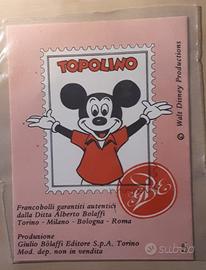 TOPOLINO
© Walt Disney Productions
GBE
Francobolli garantiti autentici
dalla Ditta Alberto Bolaffi
Torino - Milano - Bologna - Roma
Produzione
Giulio Bolaffi Editore S.p.A. Torino
Mod. dep. non in vendita
subito